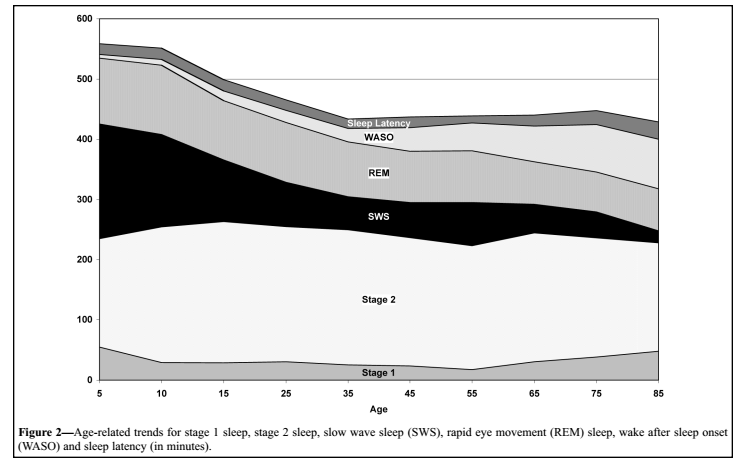 600
500
400
300
200
100
0
Sleep Latency
WASO
REM
SWS
Stage 2
Stage 1
5 10 15 25 35 45 55 65 75 85
Age
Figure 2—Age-related trends for stage 1 sleep, stage 2 sleep, slow wave sleep (SWS), rapid eye movement (REM) sleep, wake after sleep onset
(WASO) and sleep latency (in minutes).